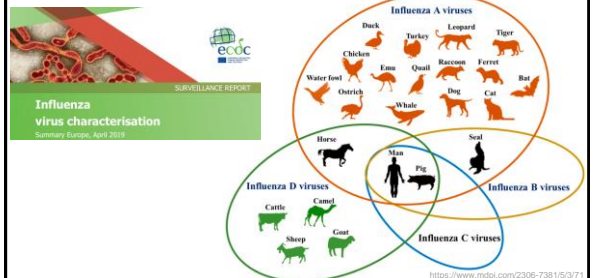 ecdc
SURVEILLANCE REPORT
Influenza
virus characterisation
Summary Europe, April 2019
Influenza A viruses
Duck
Turkey
Leopard
Tiger
Chicken
Emu
Quail
Raccoon
Ferret
Water fowl
Bat
Ostrich
Whale
Dog
Cat
Horse
Man
Pig
Seal
Influenza D viruses
Influenza B viruses
Cattle
Camel
Sheep
Goat
Influenza C viruses
https://www.mdpi.com/2306-7381/5/3/71